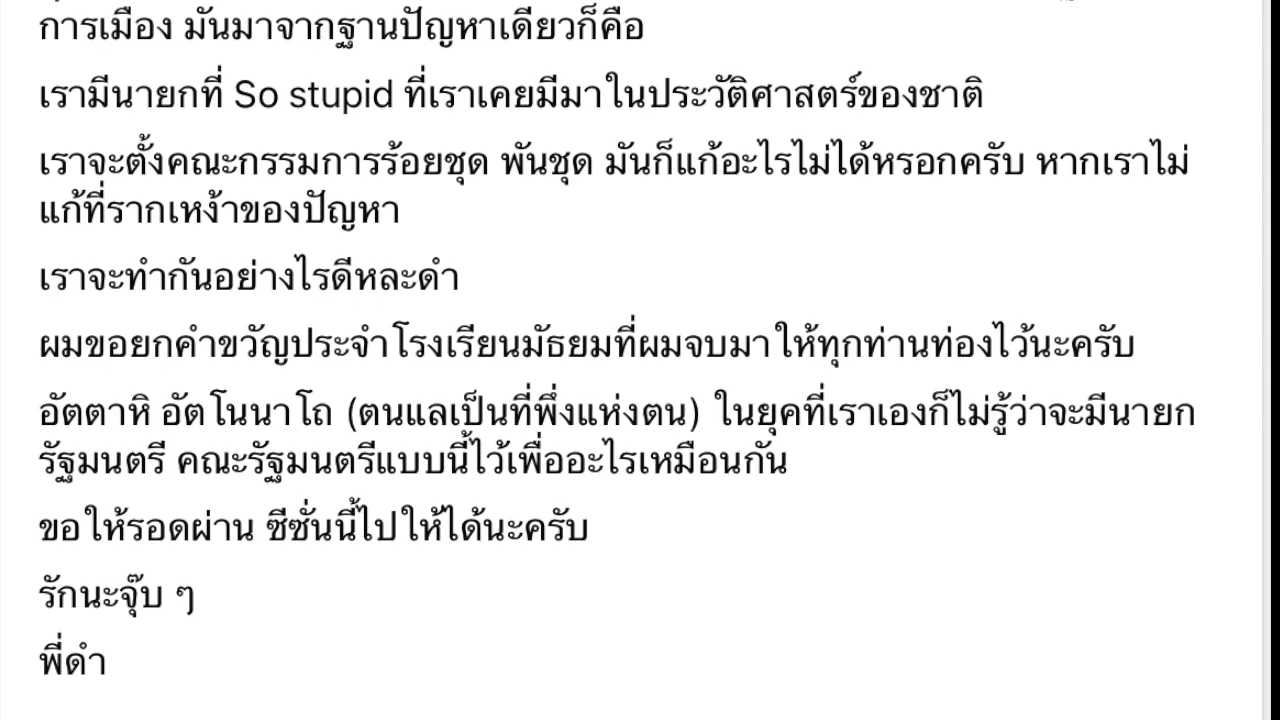 การเมือง มันมาจากฐานปัญหาเดียวก็คือ
เรามีนายกที่ So stupid ที่เราเคยมีมาในประวัติศาสตร์ของชาติ
เราจะตั้งคณะกรรมการร้อยชุด พันชุด มันก็แก้อะไรไม่ได้หรอกครับ หากเราไม่
แก้ที่รากเหง้าของปัญหา
เราจะทำกันอย่างไรดีหละดำ
ผมขอยกคำขวัญประจำโรงเรียนมัธยมที่ผมจบมาให้ทุกท่านท่องไว้นะครับ
อัตตาหิ อัตโนนาโถ (ตนแลเป็นที่พึ่งแห่งตน) ในยุคที่เราเองก็ไม่รู้ว่าจะมีนายก
รัฐมนตรี คณะรัฐมนตรีแบบนี้ไว้เพื่ออะไรเหมือนกัน
ขอให้รอดผ่าน ซีซั่นนี้ไปให้ได้นะครับ
รักนะจุ๊บ ๆ
พี่ดำ